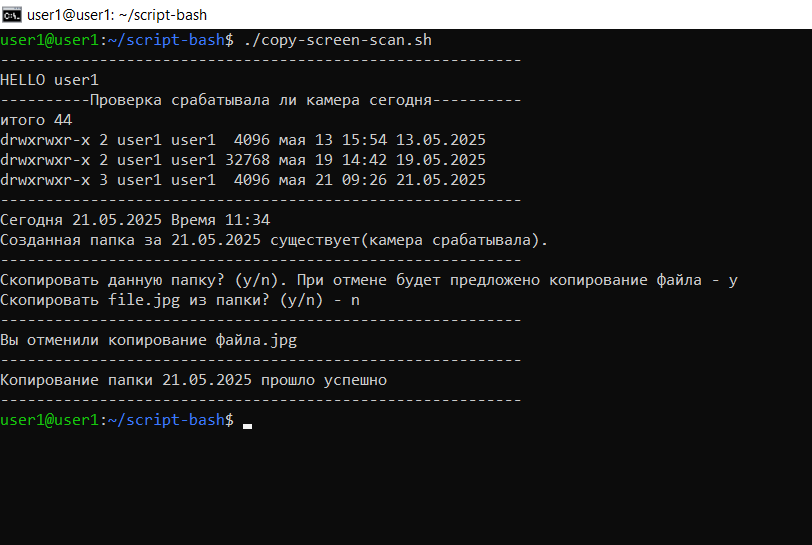 user1@user1: ~/script-bash
user1@user1:~/script-bash$ ./copy-screen-scan.sh
----------------------------------------------------------
HELLO user1
----------Проверка срабатывала ли камера сегодня----------
итого 44
drwxrwxr-x 2 user1 user1  4096 мая 13 15:54 13.05.2025
drwxrwxr-x 2 user1 user1 32768 мая 19 14:42 19.05.2025
drwxrwxr-x 3 user1 user1  4096 мая 21 09:26 21.05.2025
----------------------------------------------------------
Сегодня 21.05.2025 Время 11:34
Созданная папка за 21.05.2025 существует(камера срабатывала).
----------------------------------------------------------
Скопировать данную папку? (y/n). При отмене будет предложено копирование файла - y
Скопировать file.jpg из папки? (y/n) - n
----------------------------------------------------------
Вы отменили копирование файла.jpg
----------------------------------------------------------
Копирование папки 21.05.2025 прошло успешно
----------------------------------------------------------
user1@user1:~/script-bash$